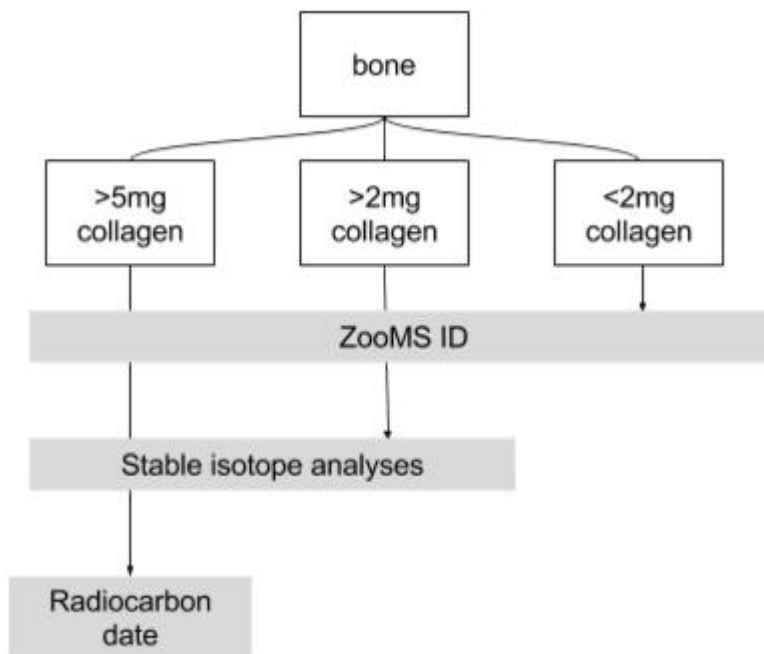 bone
>5mg
collagen
>2mg
collagen
<2mg
collagen
ZooMS ID
Stable isotope analyses
Radiocarbon
date